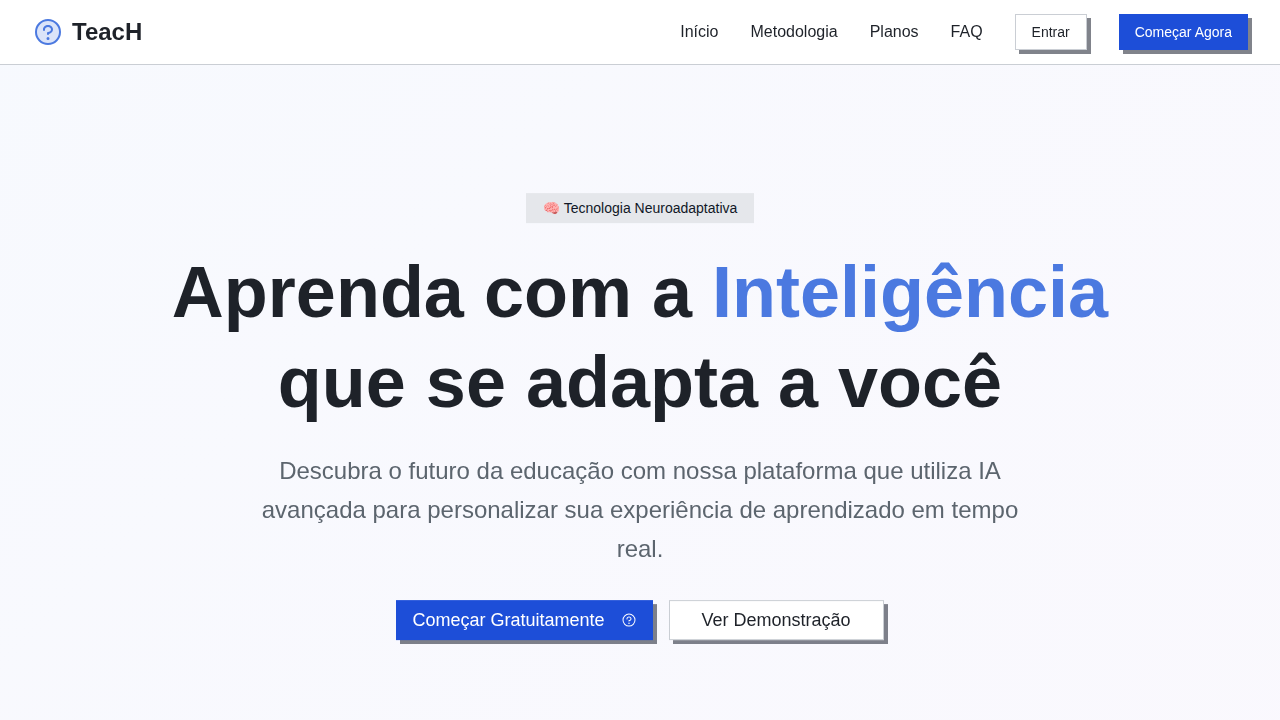 TeacH
Início
Metodologia
Planos
FAQ
Entrar
Começar Agora
🧠 Tecnologia Neuroadaptativa
Aprenda com a Inteligência
que se adapta a você
Descubra o futuro da educação com nossa plataforma que utiliza IA
avançada para personalizar sua experiência de aprendizado em tempo
real.
Começar Gratuitamente
Ver Demonstração